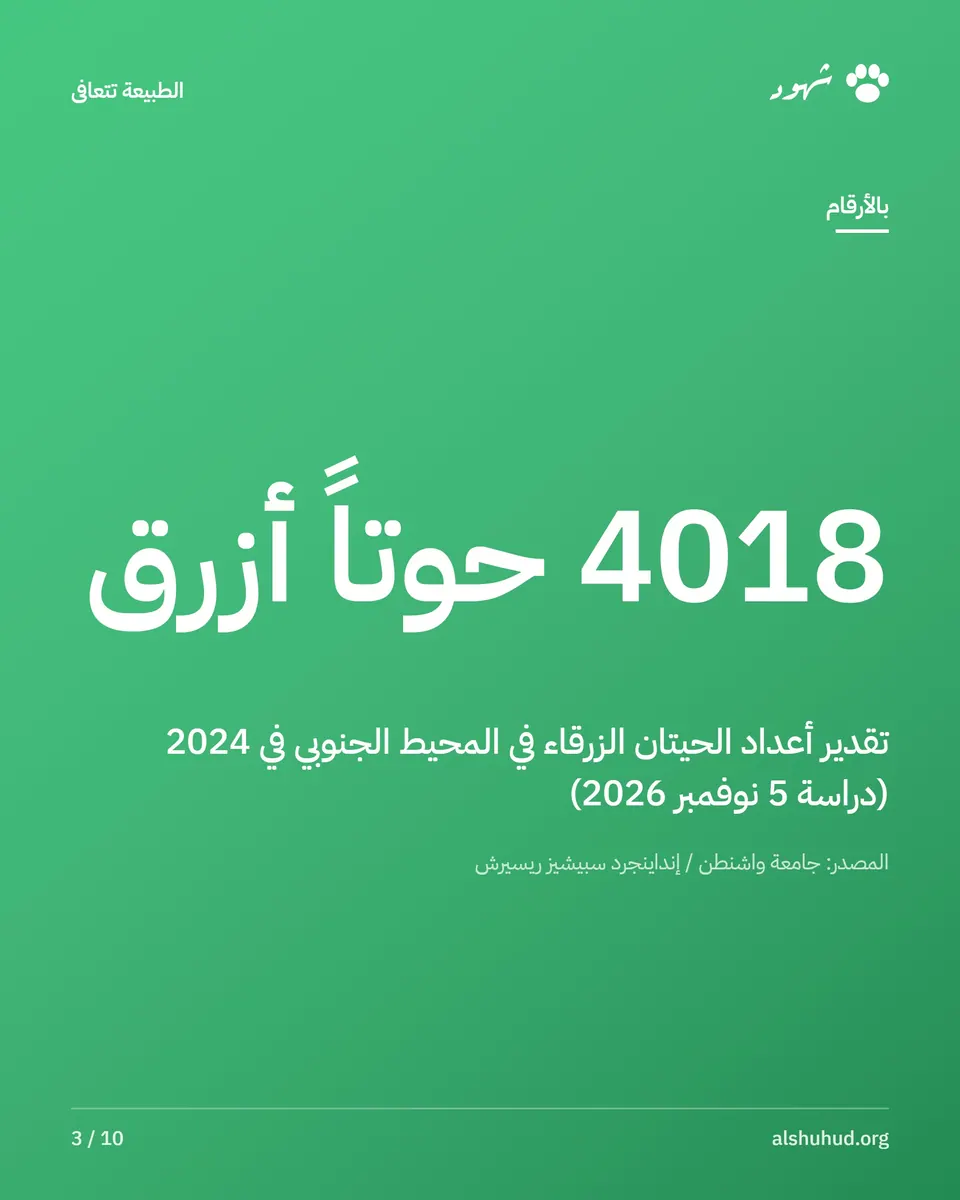 شهود
الطبيعة تتعافى
بالأرقام
4018 حوتاً أزرق
تقدير أعداد الحيتان الزرقاء في المحيط الجنوبي في 2024
(دراسة 5 نوفمبر 2026)
المصدر: جامعة واشنطن / إنداينجرد سبيشيز ريسيرش
alshuhud.org
3 / 10